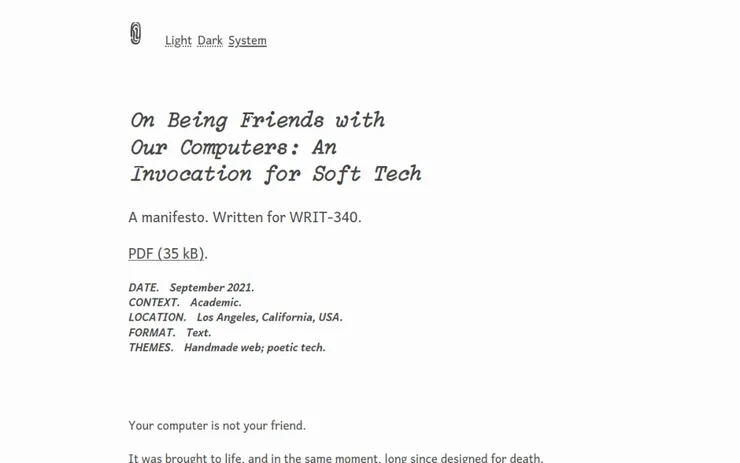 Light Dark System
On Being Friends with
Our Computers: An
Invocation for Soft Tech
A manifesto. Written for WRIT-340.
PDF (35 kB).
DATE. September 2021.
CONTEXT. Academic.
LOCATION. Los Angeles, California, USA.
FORMAT. Text.
THEMES. Handmade web; poetic tech.
Your computer is not your friend.
It was brought to life, and in the same moment, long since designed for death.